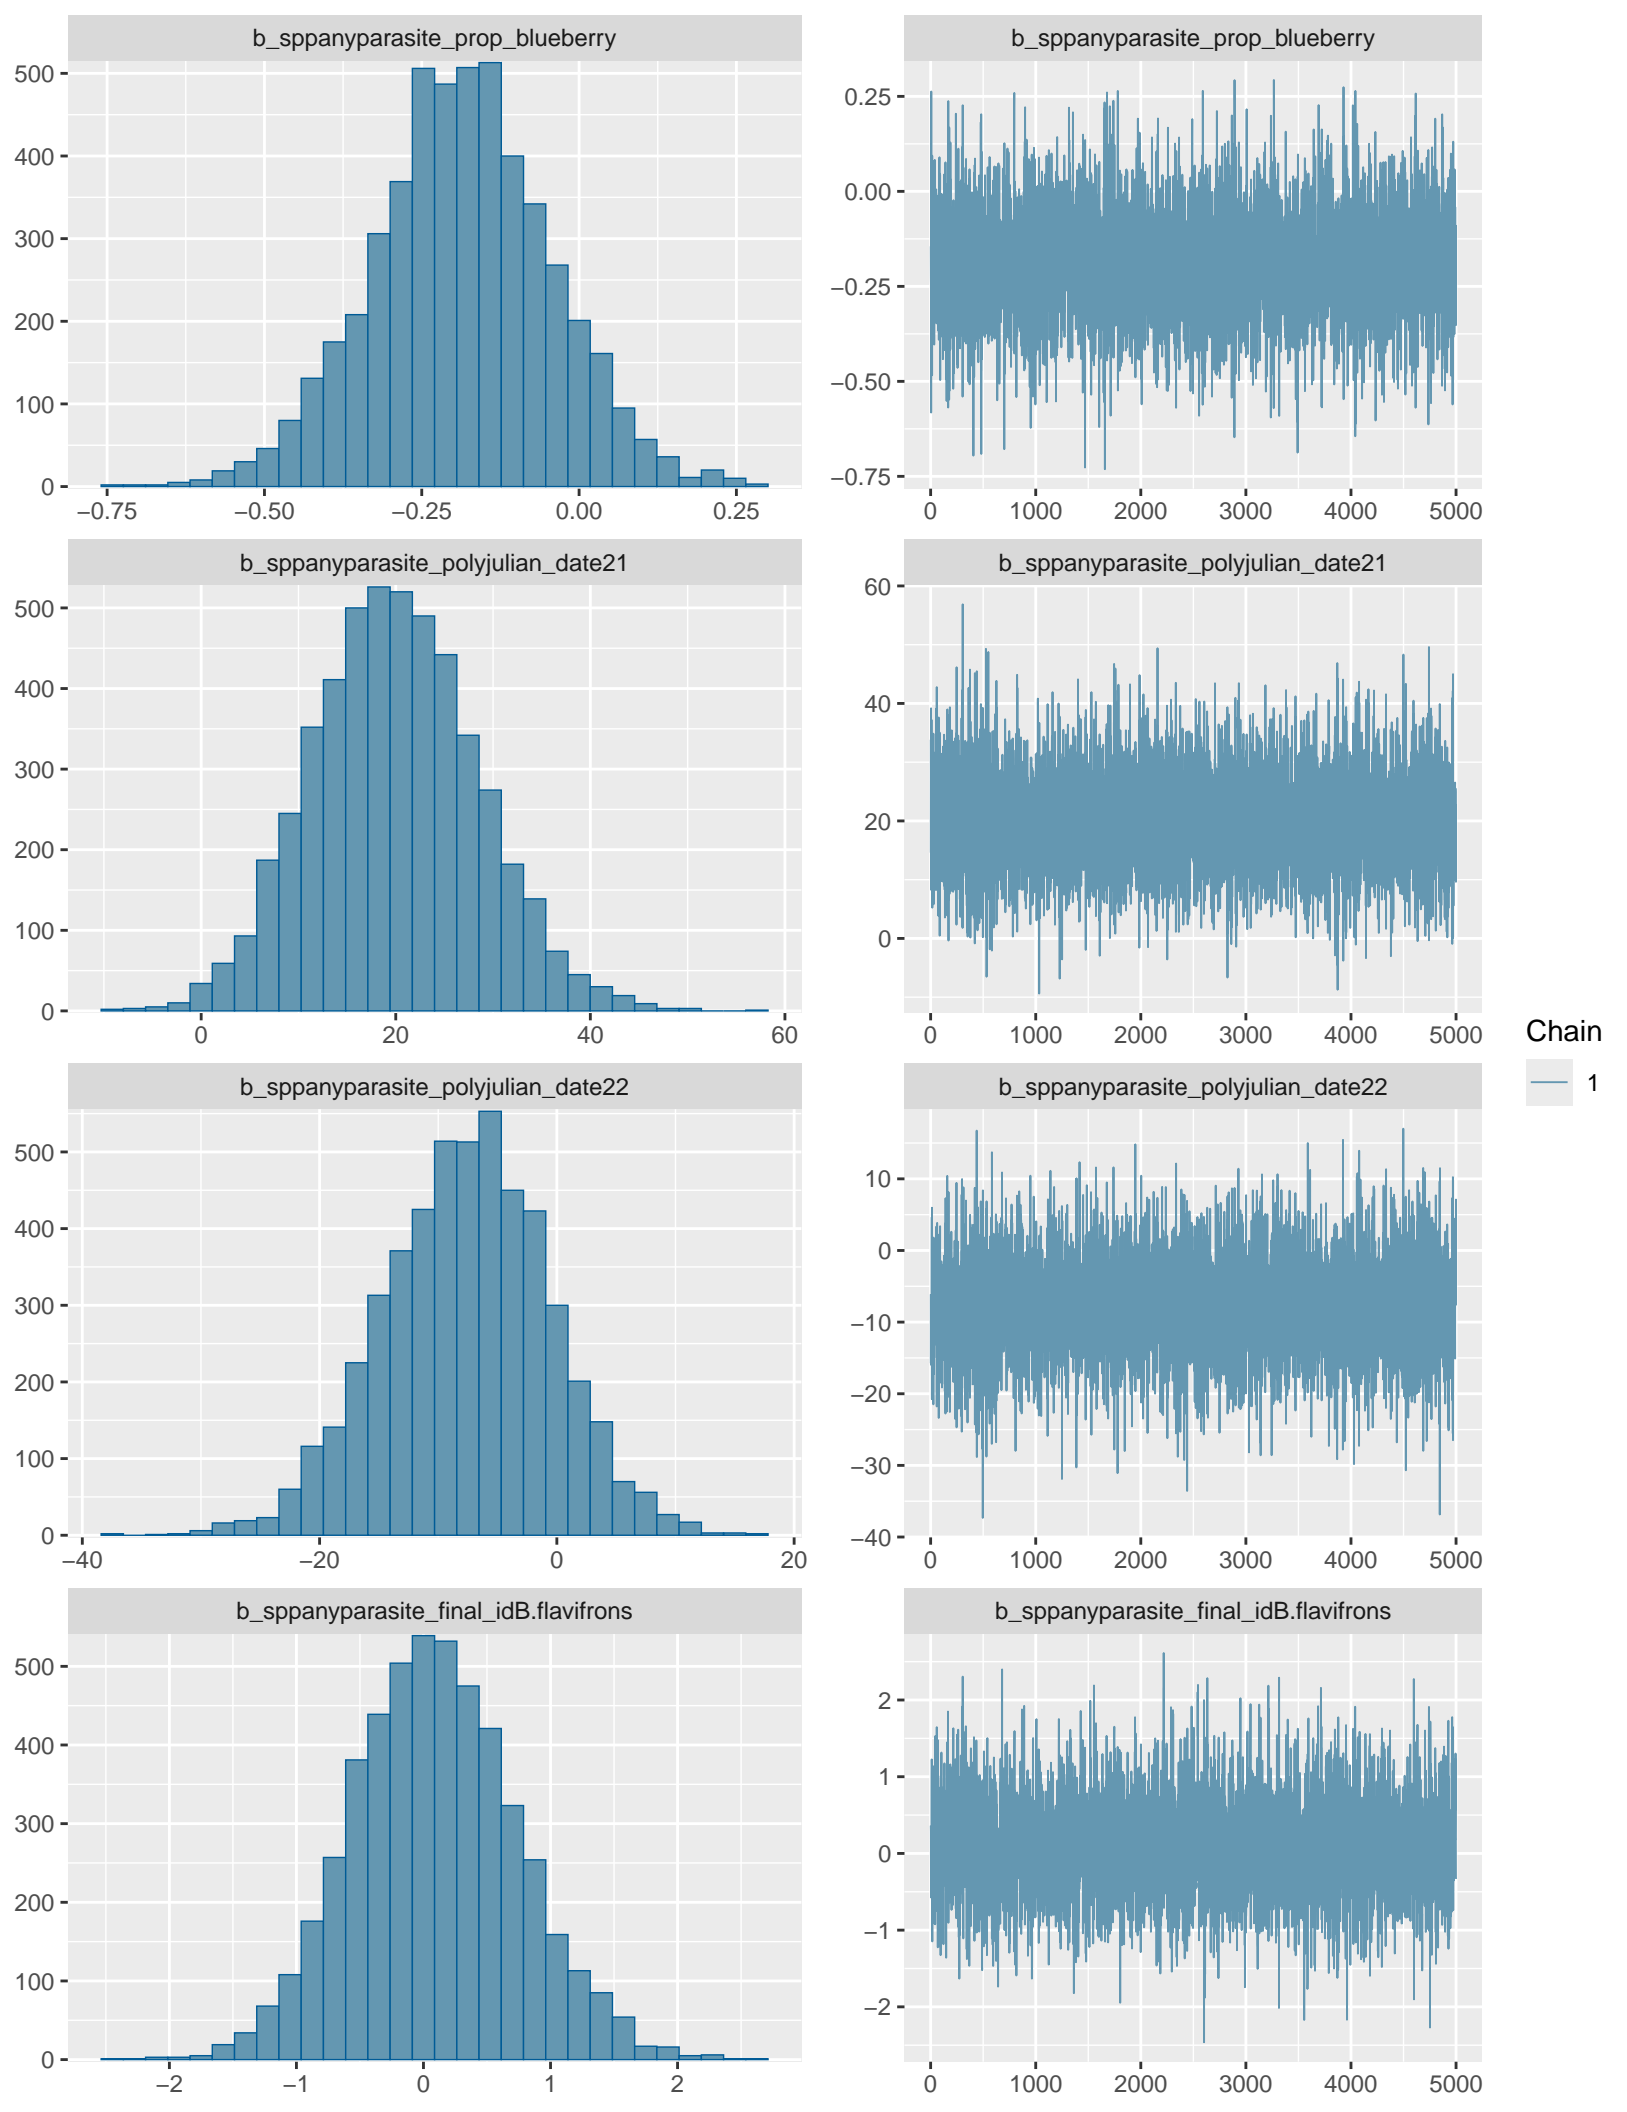 b_sppanyparasite_prop_blueberry
500
400
300
200
100
0
−0.75 −0.50 −0.25 0.00 0.25
b_sppanyparasite_prop_blueberry
0.25
0.00
−0.25
−0.50
−0.75
0 1000 2000 3000 4000 5000
b_sppanyparasite_polyjulian_date21
500
400
300
200
100
0
0 20 40 60
b_sppanyparasite_polyjulian_date21
60
40
20
0
0 1000 2000 3000 4000 5000
b_sppanyparasite_polyjulian_date22
500
400
300
200
100
0
−40 −20 0 20
b_sppanyparasite_polyjulian_date22
10
0
−10
−20
−30
−40
0 1000 2000 3000 4000 5000
b_sppanyparasite_final_idB.flavifrons
500
400
300
200
100
0
−2 −1 0 1 2
b_sppanyparasite_final_idB.flavifrons
2
1
0
−1
−2
0 1000 2000 3000 4000 5000
Chain
1